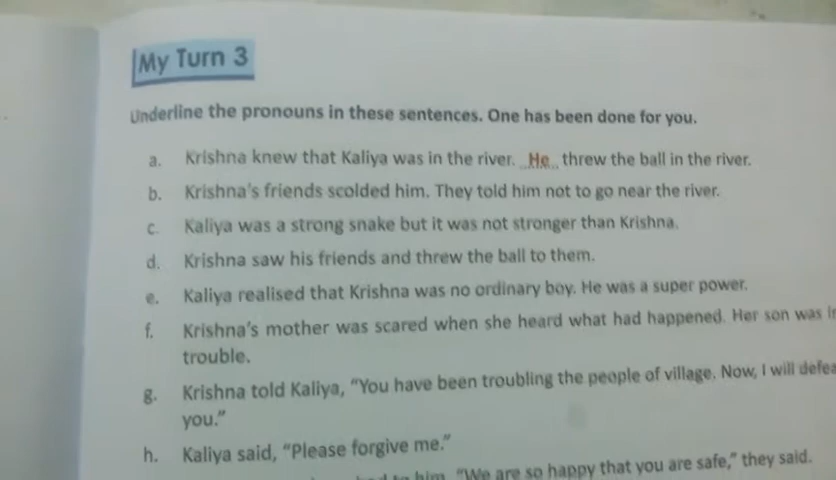 My Turn 3
Underline the pronouns in these sentences. One has been done for you.
a. Krishna knew that Kaliya was in the river. He threw the ball in the river.
b. Krishna's friends scolded him. They told him not to go near the river.
c. Kaliya was a strong snake but it was not stronger than Krishna.
d. Krishna saw his friends and threw the ball to them.
e. Kaliya realised that Krishna was no ordinary boy. He was a super power.
f. Krishna's mother was scared when she heard what had happened. Her son was
trouble.
g. Krishna told Kaliya, "You have been troubling the people of village. Now, I will
you."
h. Kaliya said, "Please forgive me."
to him, "We are so happy that you are safe," they said.